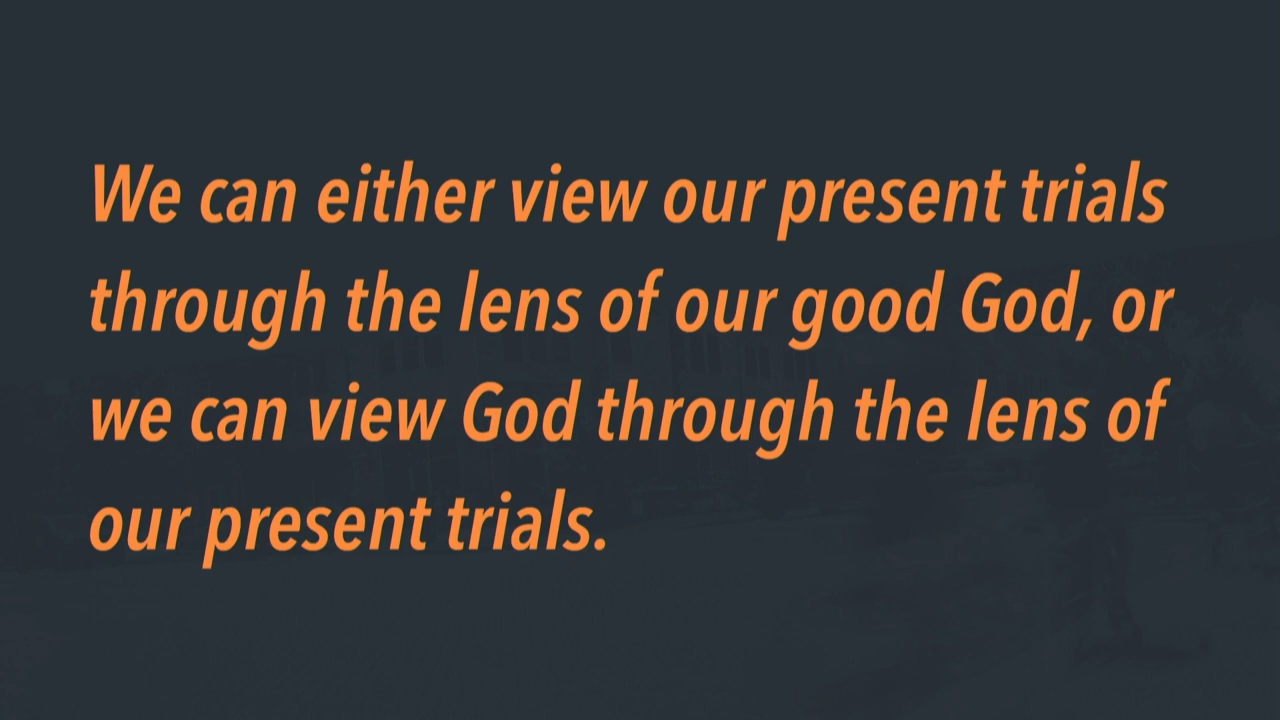 We can either view our present trials
through the lens of our good God, or
we can view God through the lens of
our present trials.